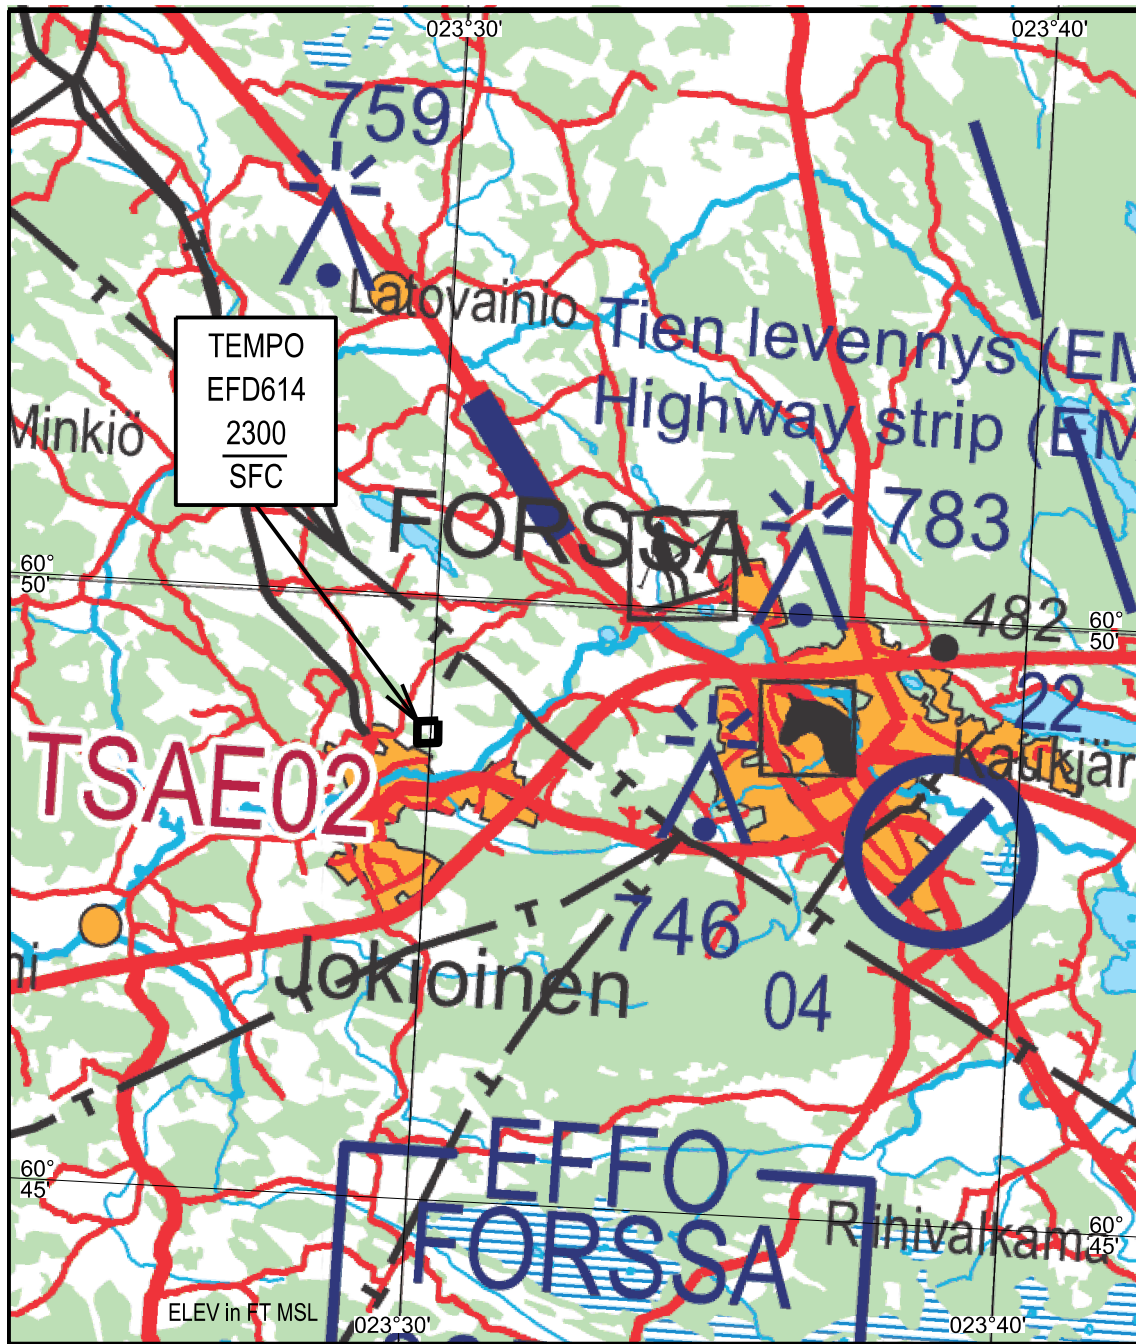 023°30'
023°40'
759
Latovainio
Tien levennys (EM
Highway strip (EM
TEMPO
EFD614
2300
SFC
Minkiö
FORSSA
783
60°
50'
482
60°
50'
22
Kaukjär
TSAE02
746
Jokioinen
04
EFFO
FORSSA
60°
45'
Riihivalkama
60°
45'
ELEV in FT MSL
023°30'
023°40'